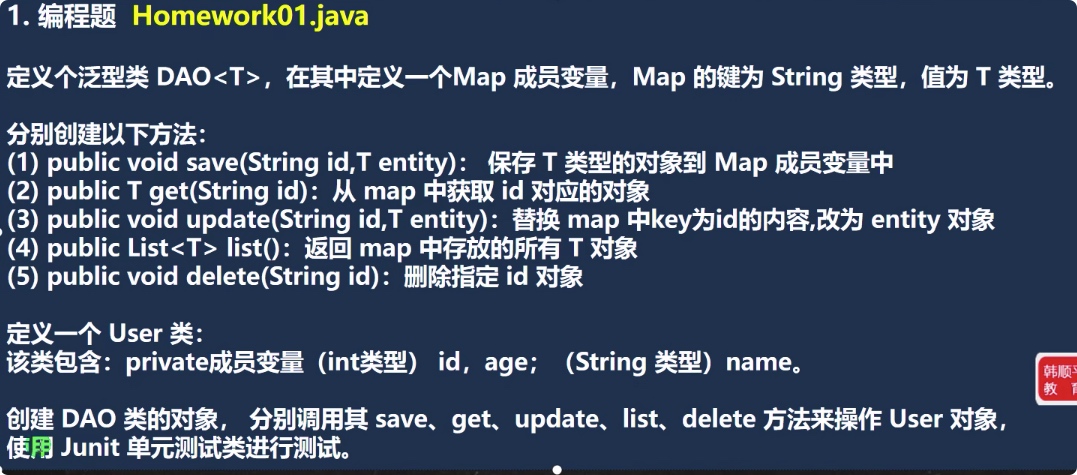 1. 编程题 Homework01.java
定义个泛型类 DAO<T>，在其中定义一个Map 成员变量，Map 的键为 String 类型，值为 T 类型。
分别创建以下方法：
(1) public void save(String id,T entity)： 保存 T 类型的对象到 Map 成员变量中
(2) public T get(String id)：从 map 中获取 id 对应的对象
(3) public void update(String id,T entity)：替换 map 中key为id的内容,改为 entity 对象
(4) public List<T> list()：返回 map 中存放的所有 T 对象
(5) public void delete(String id)：删除指定 id 对象
定义一个 User 类：
该类包含：private成员变量（int类型） id，age；（String 类型）name。
创建 DAO 类的对象， 分别调用其 save、get、update、list、delete 方法来操作 User 对象，
使用 Junit 单元测试类进行测试。
韩顺平
教 育